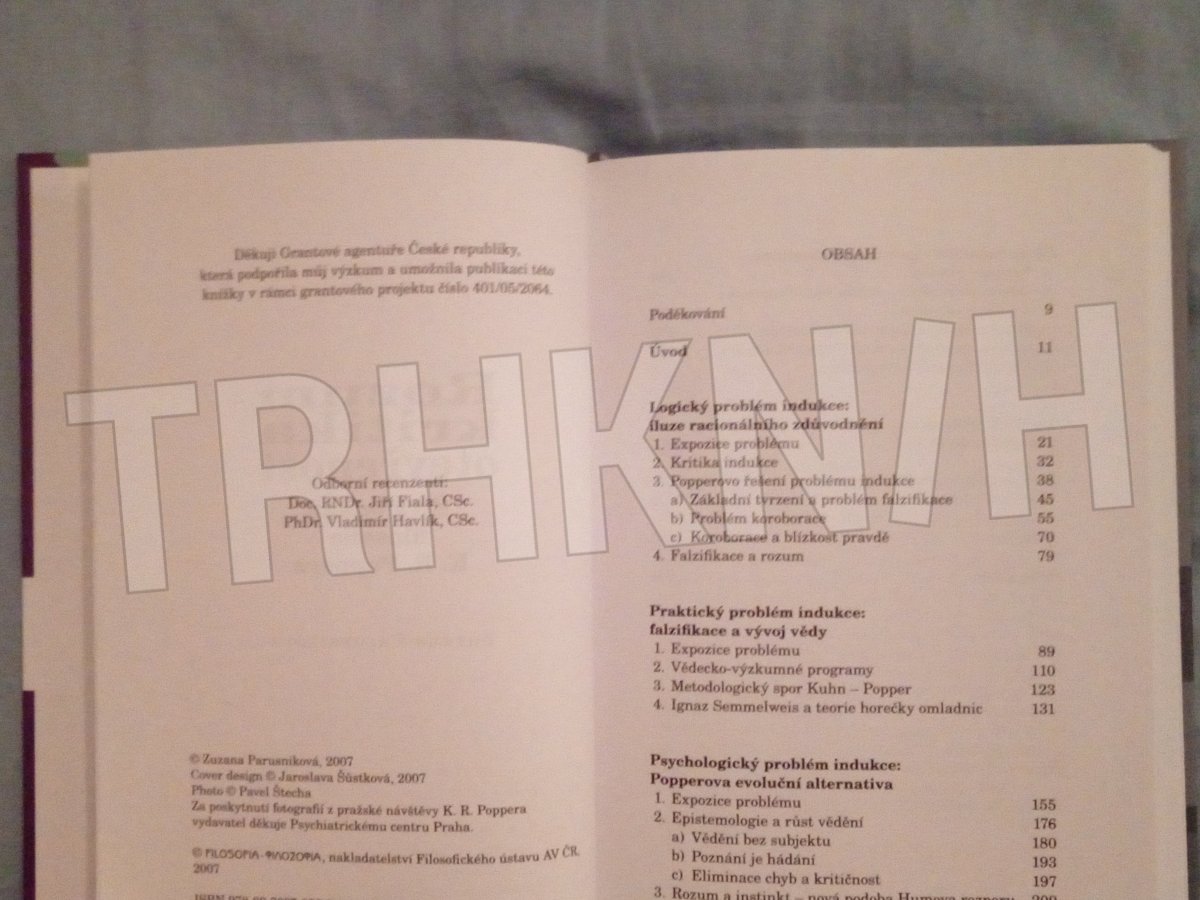 Děkuji Grantové agentuře České republiky,
která podpořila můj výzkum a umožnila publikaci této
knížky v rámci grantového projektu číslo 401/05/2064.
Odborní recenzenti:
Doc. RNDr. Jiří Fiala, CSc.
PhDr. Vladimír Havlík, CSc.
© Zuzana Parusniková, 2007
Cover design © Jaroslava Šůstková, 2007
Photo © Pavel Štecha
Za poskytnutí fotografií z pražské návštěvy K. R. Poppera
vydavatel děkuje Psychiatrickému centru Praha.
© FILOSOFIA-ΦΙΛΟΣΟΦΙΑ, nakladatelství Filosofického ústavu AV ČR
2007
OBSAH
Poděkování 9
Úvod 11
Logický problém indukce:
iluze racionálního zdůvodnění
1. Expozice problému 21
2. Kritika indukce 32
3. Popperovo řešení problému indukce 38
a) Základní tvrzení a problém falzifikace 45
b) Problém koroborace 55
c) Koroborace a blízkost pravdě 70
4. Falzifikace a rozum 79
Praktický problém indukce:
falzifikace a vývoj vědy
1. Expozice problému 89
2. Vědecko-výzkumné programy 110
3. Metodologický spor Kuhn – Popper 123
4. Ignaz Semmelweis a teorie horečky omladnic 131
Psychologický problém indukce:
Popperova evoluční alternativa
1. Expozice problému 155
2. Epistemologie a růst vědění 176
a) Vědění bez subjektu 180
b) Poznání je hádání 193
c) Eliminace chyb a kritičnost 197
3. Rozum a instinkt – nová podoba Humova rozporu
TRHKNIH